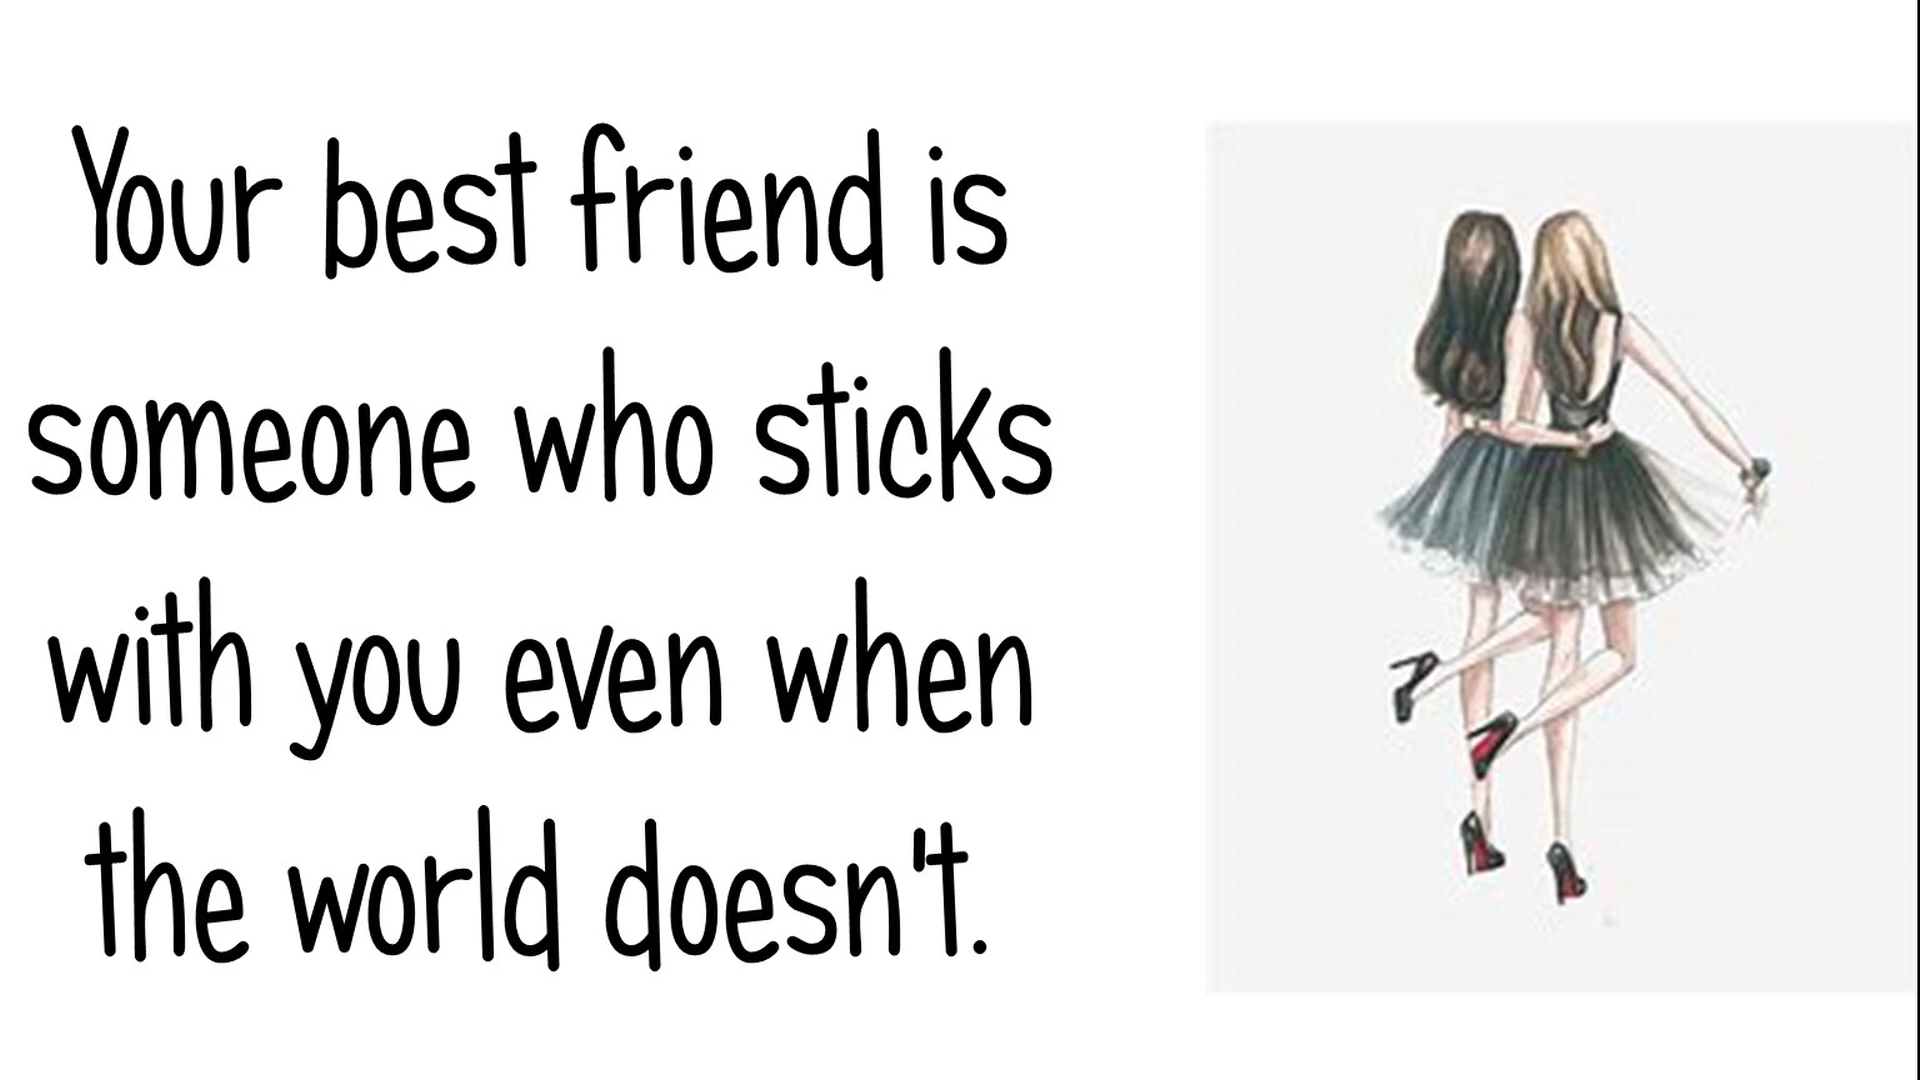 Your best friend is
someone who sticks
with you even when
the world doesn't.